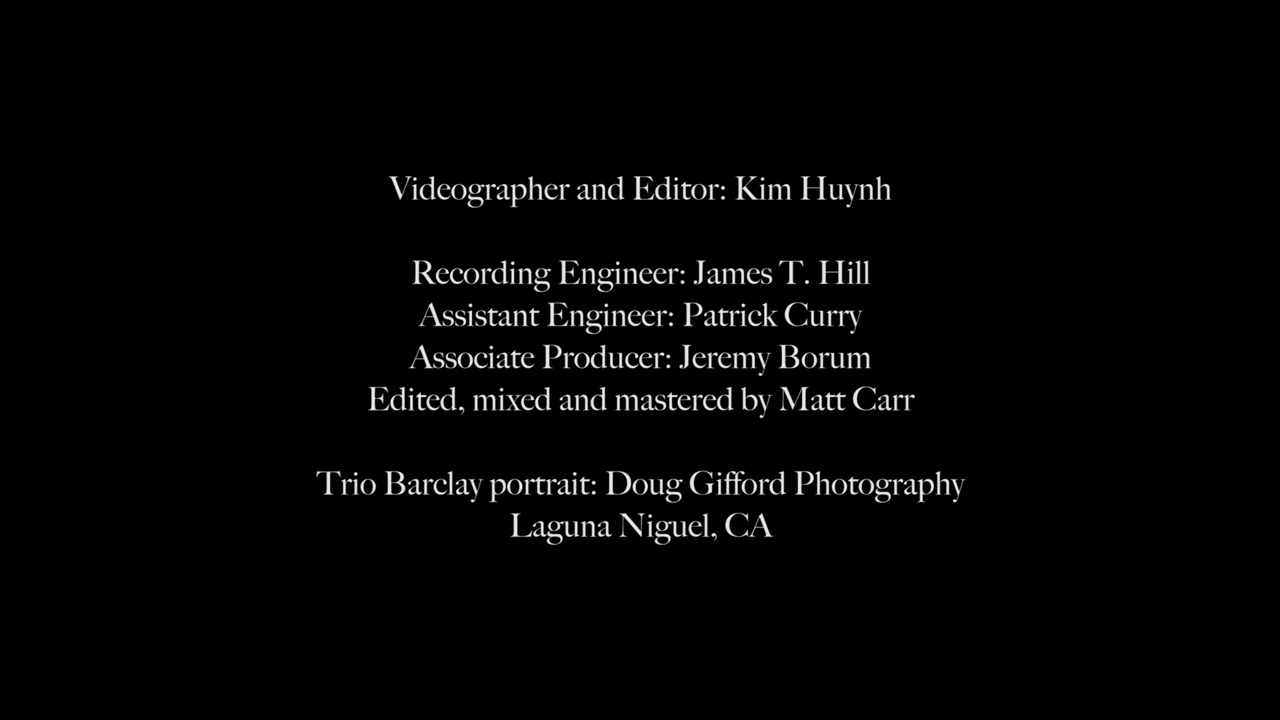 Videographer and Editor: Kim Huynh
Recording Engineer: James T. Hill
Assistant Engineer: Patrick Curry
Associate Producer: Jeremy Borum
Edited, mixed and mastered by Matt Carr
Trio Barclay portrait: Doug Gifford Photography
Laguna Niguel, CA